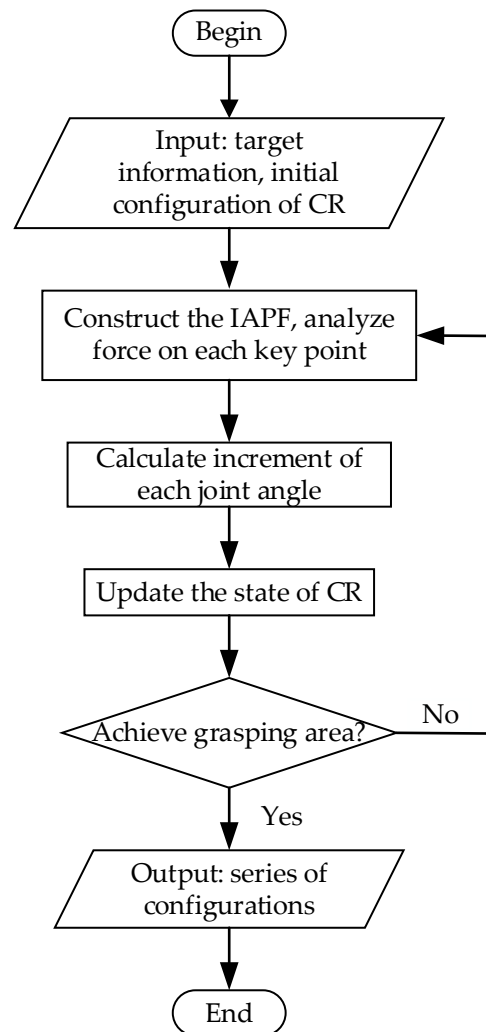 Begin
Input: target
information, initial
configuration of CR
Construct the IAPF, analyze
force on each key point
Calculate increment of
each joint angle
Update the state of CR
Achieve grasping area?
No
Yes
Output: series of
configurations
End